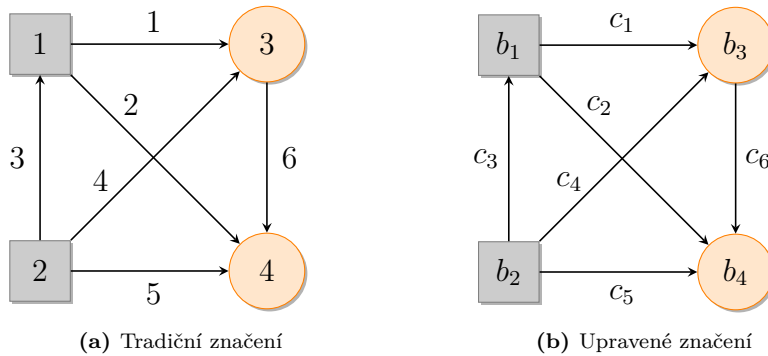 1 1 3 b₁ c₁ b₃
2 c₂
3 6 c₃ c₆
4 c₄
2 4 b₂ b₄
5 c₅
(a) Tradiční značení (b) Upravené značení